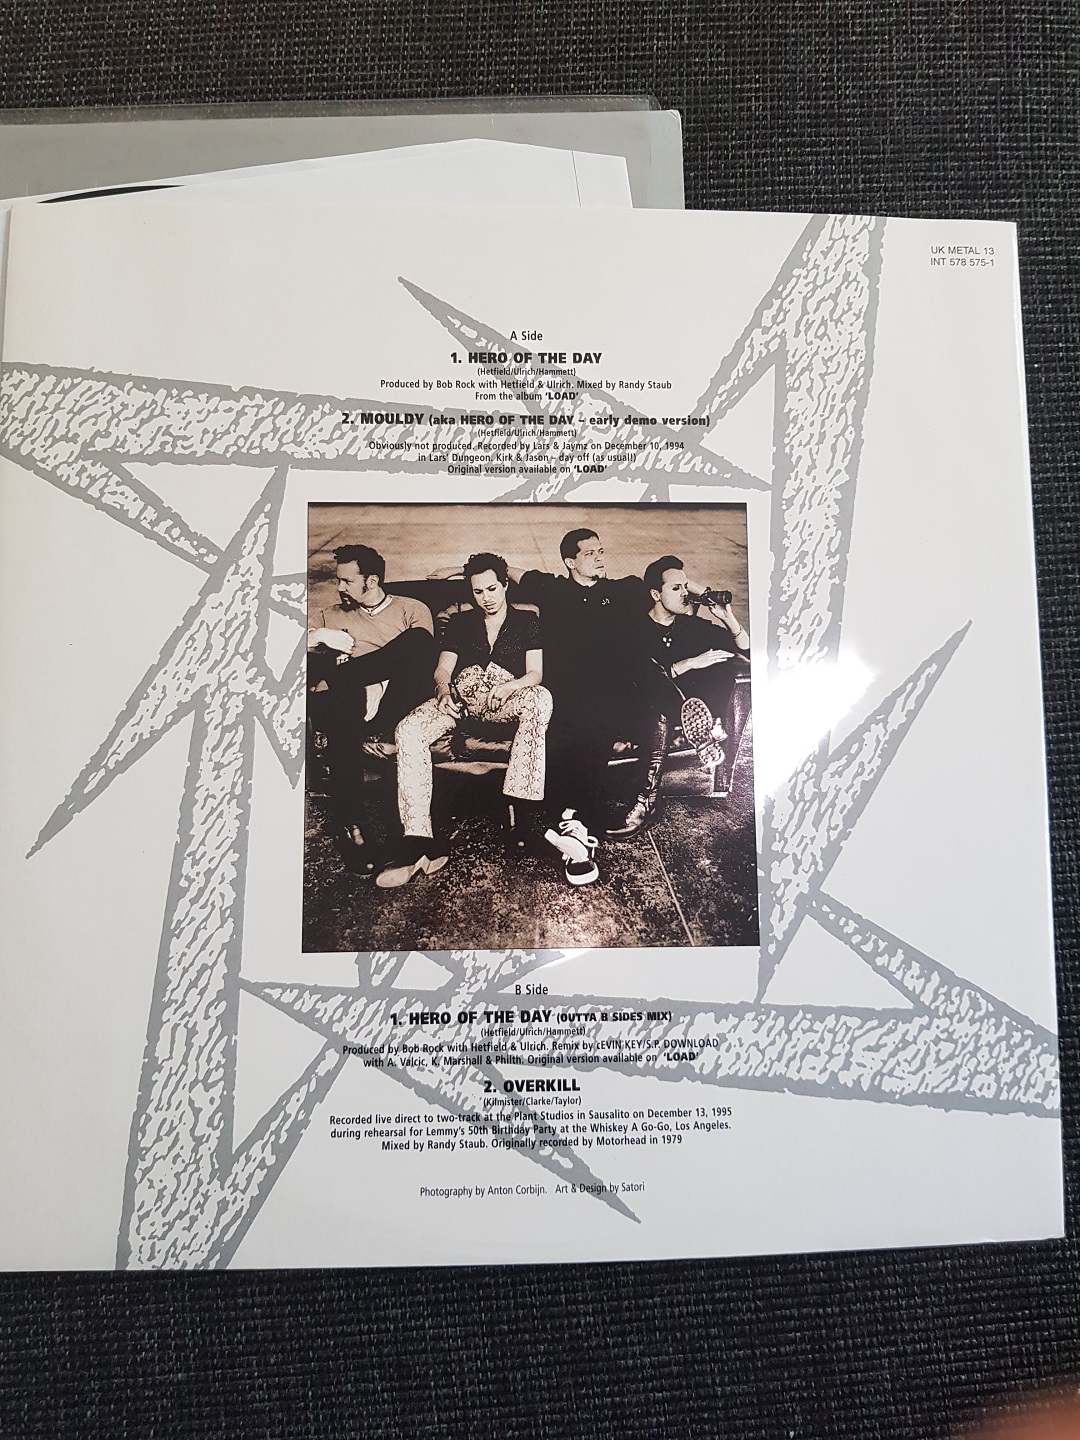 UK METAL 13
INT 578 575-1
A Side
1. HERO OF THE DAY
(Hetfield/Ulrich/Hammett)
Produced by Bob Rock with Hetfield & Ulrich. Mixed by Randy Staub
From the album 'LOAD'
2. MOULDY (aka HERO OF THE DAY – early demo version)
(Hetfield/Ulrich/Hammett)
Obviously not produced. Recorded by Lars & Jaymz on December 10, 1994
in Lars' Dungeon. Kirk & Jason – day off (as usual!)
Original version available on 'LOAD'
B Side
1. HERO OF THE DAY (OUTTA B SIDES MIX)
(Hetfield/Ulrich/Hammett)
Produced by Bob Rock with Hetfield & Ulrich. Remix by cEVIN KEY/S.P. DOWNLOAD
with A. Valcic, K. Marshall & Philth. Original version available on 'LOAD'
2. OVERKILL
(Kilmister/Clarke/Taylor)
Recorded live direct to two-track at the Plant Studios in Sausalito on December 13, 1995
during rehearsal for Lemmy's 50th Birthday Party at the Whiskey A Go-Go, Los Angeles.
Mixed by Randy Staub. Originally recorded by Motorhead in 1979
Photography by Anton Corbijn. Art & Design by Satori